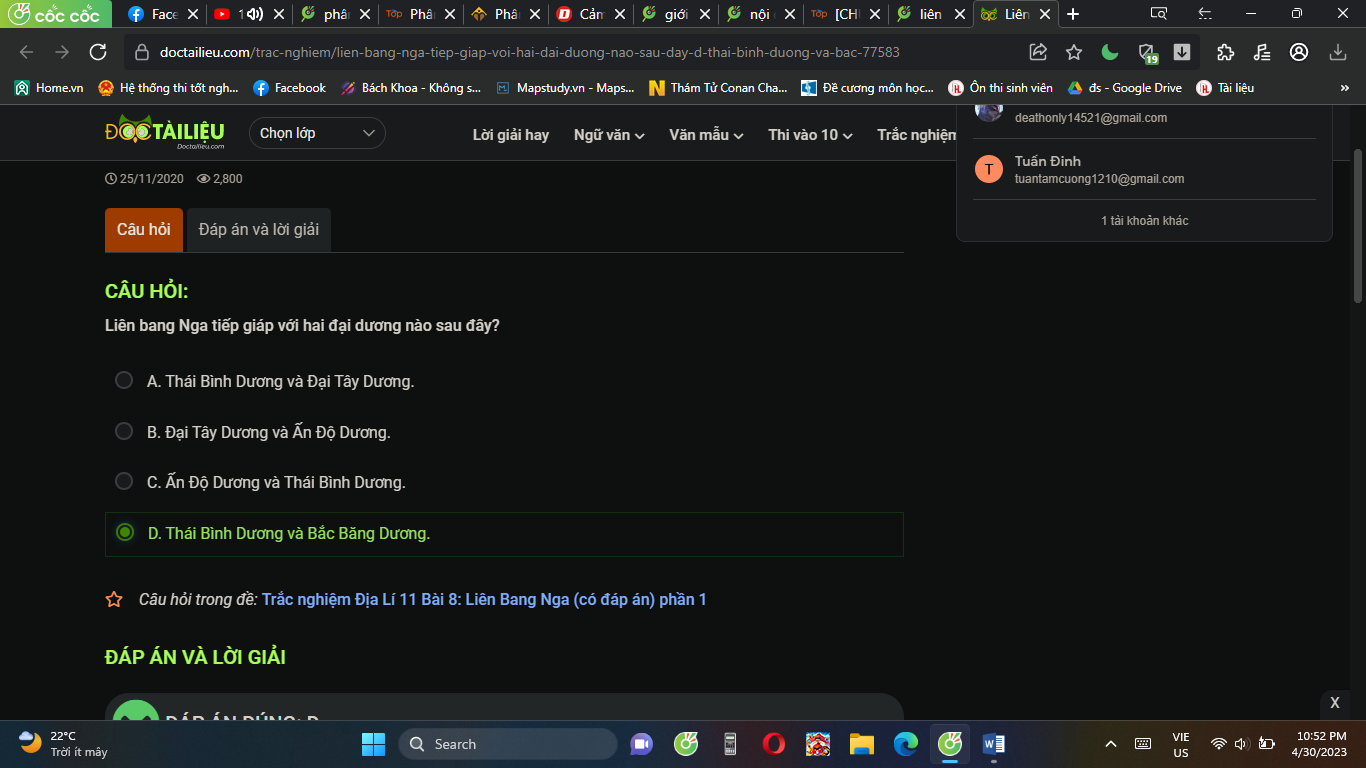 cốc cốc
Face
1
phâ
Phâ
Phâ
Cảm
giới
nội
[CH
liên
Liên
doctailieu.com/trac-nghiem/lien-bang-nga-tiep-giap-voi-hai-dai-duong-nao-sau-day-d-thai-binh-duong-va-bac-77583
19
Home.vn
Hệ thống thi tốt ngh...
Facebook
Bách Khoa - Không s...
Mapstudy.vn - Maps...
Thám Tử Conan Cha...
Đề cương môn học...
Ôn thi sinh viên
đs - Google Drive
Tài liệu
»
ĐỌCTÀILIỆU
Doctailieu.com
Chọn lớp
Lời giải hay
Ngữ văn
Văn mẫu
Thi vào 10
Trắc nghiệm
deathonly14521@gmail.com
T
Tuấn Đinh
tuantamcuong1210@gmail.com
1 tài khoản khác
25/11/2020
2,800
Câu hỏi
Đáp án và lời giải
CÂU HỎI:
Liên bang Nga tiếp giáp với hai đại dương nào sau đây?
A. Thái Bình Dương và Đại Tây Dương.
B. Đại Tây Dương và Ấn Độ Dương.
C. Ấn Độ Dương và Thái Bình Dương.
D. Thái Bình Dương và Bắc Băng Dương.
Câu hỏi trong đề: Trắc nghiệm Địa Lí 11 Bài 8: Liên Bang Nga (có đáp án) phần 1
ĐÁP ÁN VÀ LỜI GIẢI
ĐÁP ÁN ĐÚNG: D
X
22°C
Trời ít mây
Search
VIE
US
10:52 PM
4/30/2023